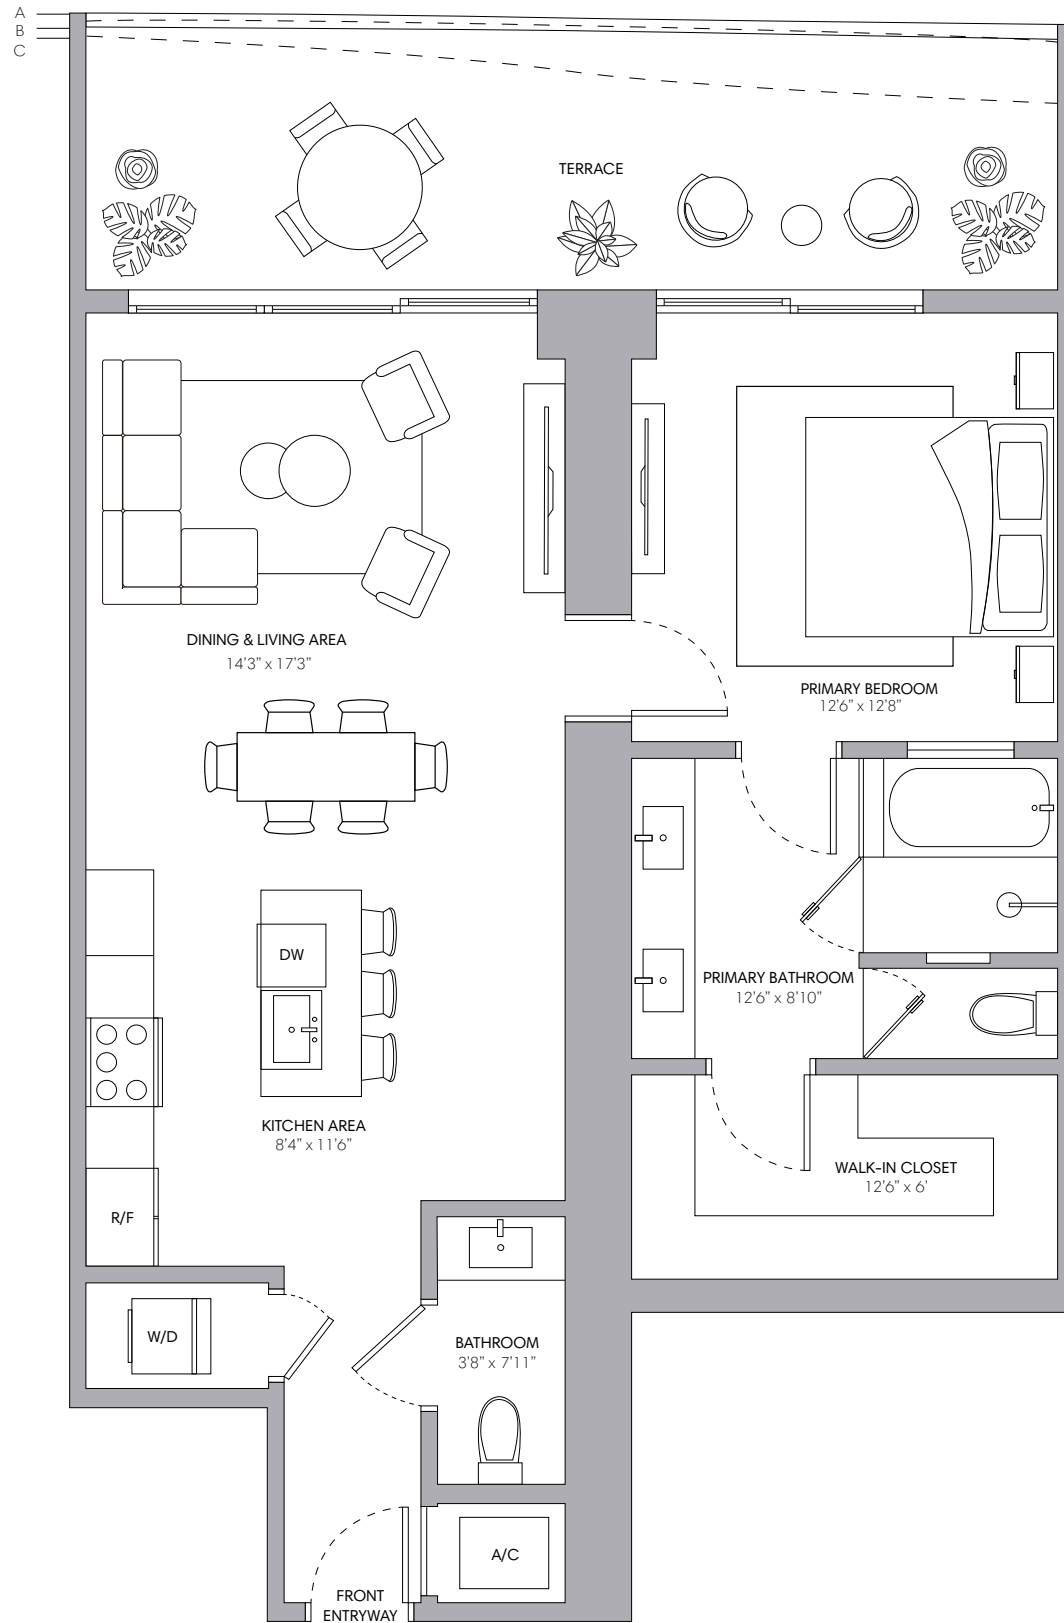 A
B
C
TERRACE
DINING & LIVING AREA
14'3" x 17'3"
PRIMARY BEDROOM
12'6" x 12'8"
DW
PRIMARY BATHROOM
12'6" x 8'10"
KITCHEN AREA
8'4" x 11'6"
WALK-IN CLOSET
12'6" x 6'
R/F
W/D
BATHROOM
3'8" x 7'11"
A/C
FRONT
ENTRYWAY